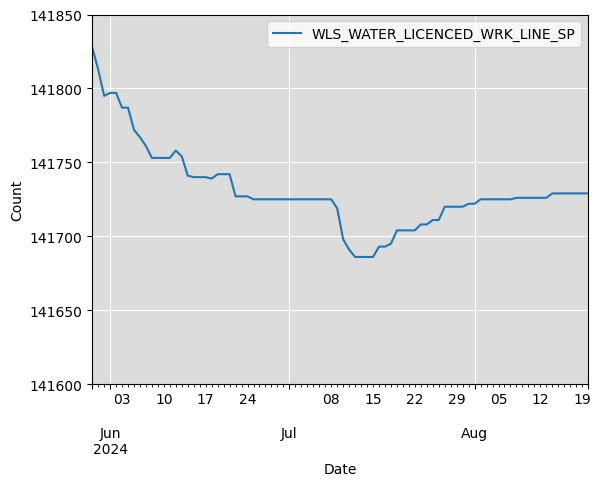 WLS_WATER_LICENCED_WRK_LINE_SP
141850
141800
141750
141700
141650
141600
Count
03 10 17 24 08 15 22 29 05 12 19
Jun Jul Aug
2024
Date